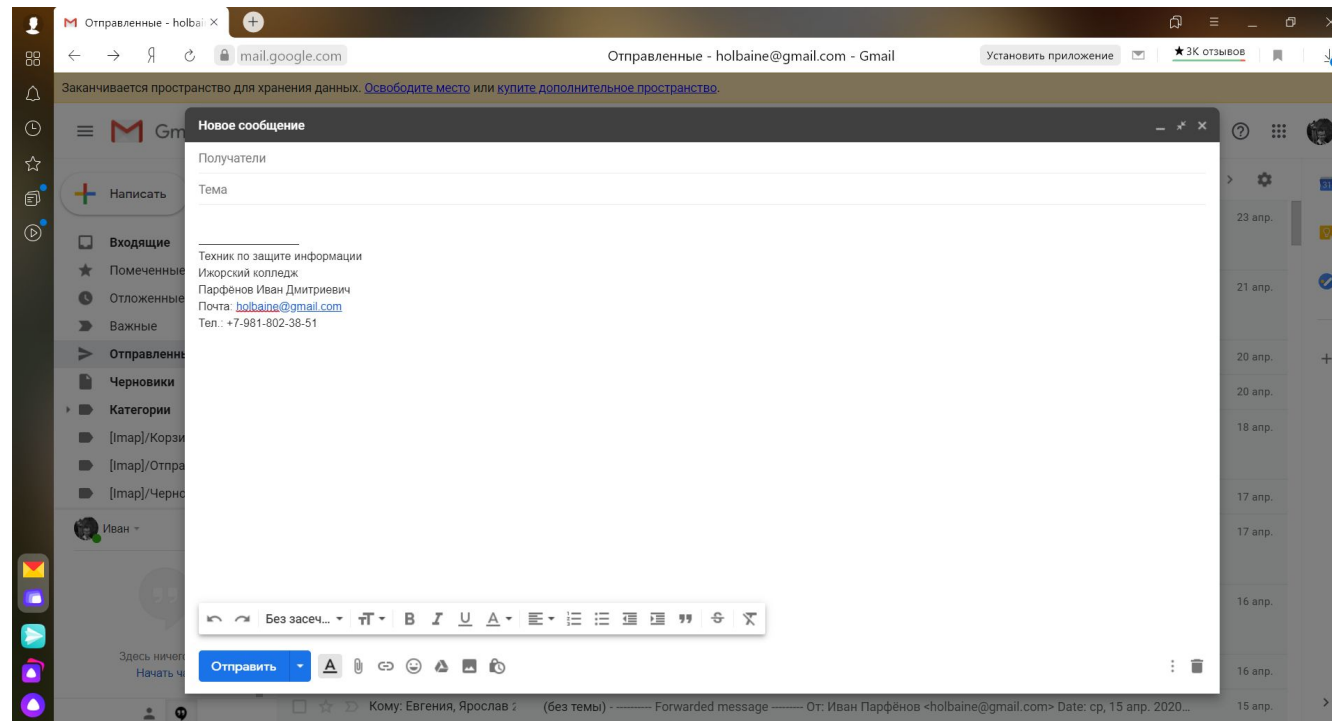 Отправленные - holbai
mail.google.com
Отправленные - holbaine@gmail.com - Gmail
Установить приложение
★ 3K отзывов
Заканчивается пространство для хранения данных. Освободите место или купите дополнительное пространство.
Gm
Новое сообщение
Получатели
Написать
Тема
23 апр.
Входящие
Помеченные
Техник по защите информации
Ижорский колледж
Парфёнов Иван Дмитриевич
Отложенные
21 апр.
Почта: holbaine@gmail.com
Важные
Тел.: +7-981-802-38-51
Отправленнь
20 апр.
Черновики
20 апр.
Категории
[Imap]/Корзи
18 апр.
[Imap]/Отпра
[Imap]/Черно
17 апр.
Иван
17 апр.
16 апр.
Без засеч...
Здесь ничего
Начать ча
Отправить
16 апр.
Кому: Евгения, Ярослав 2
(без темы) - ---------- Forwarded message --------- От: Иван Парфёнов <holbaine@gmail.com> Date: ср, 15 апр. 2020...
15 апр.